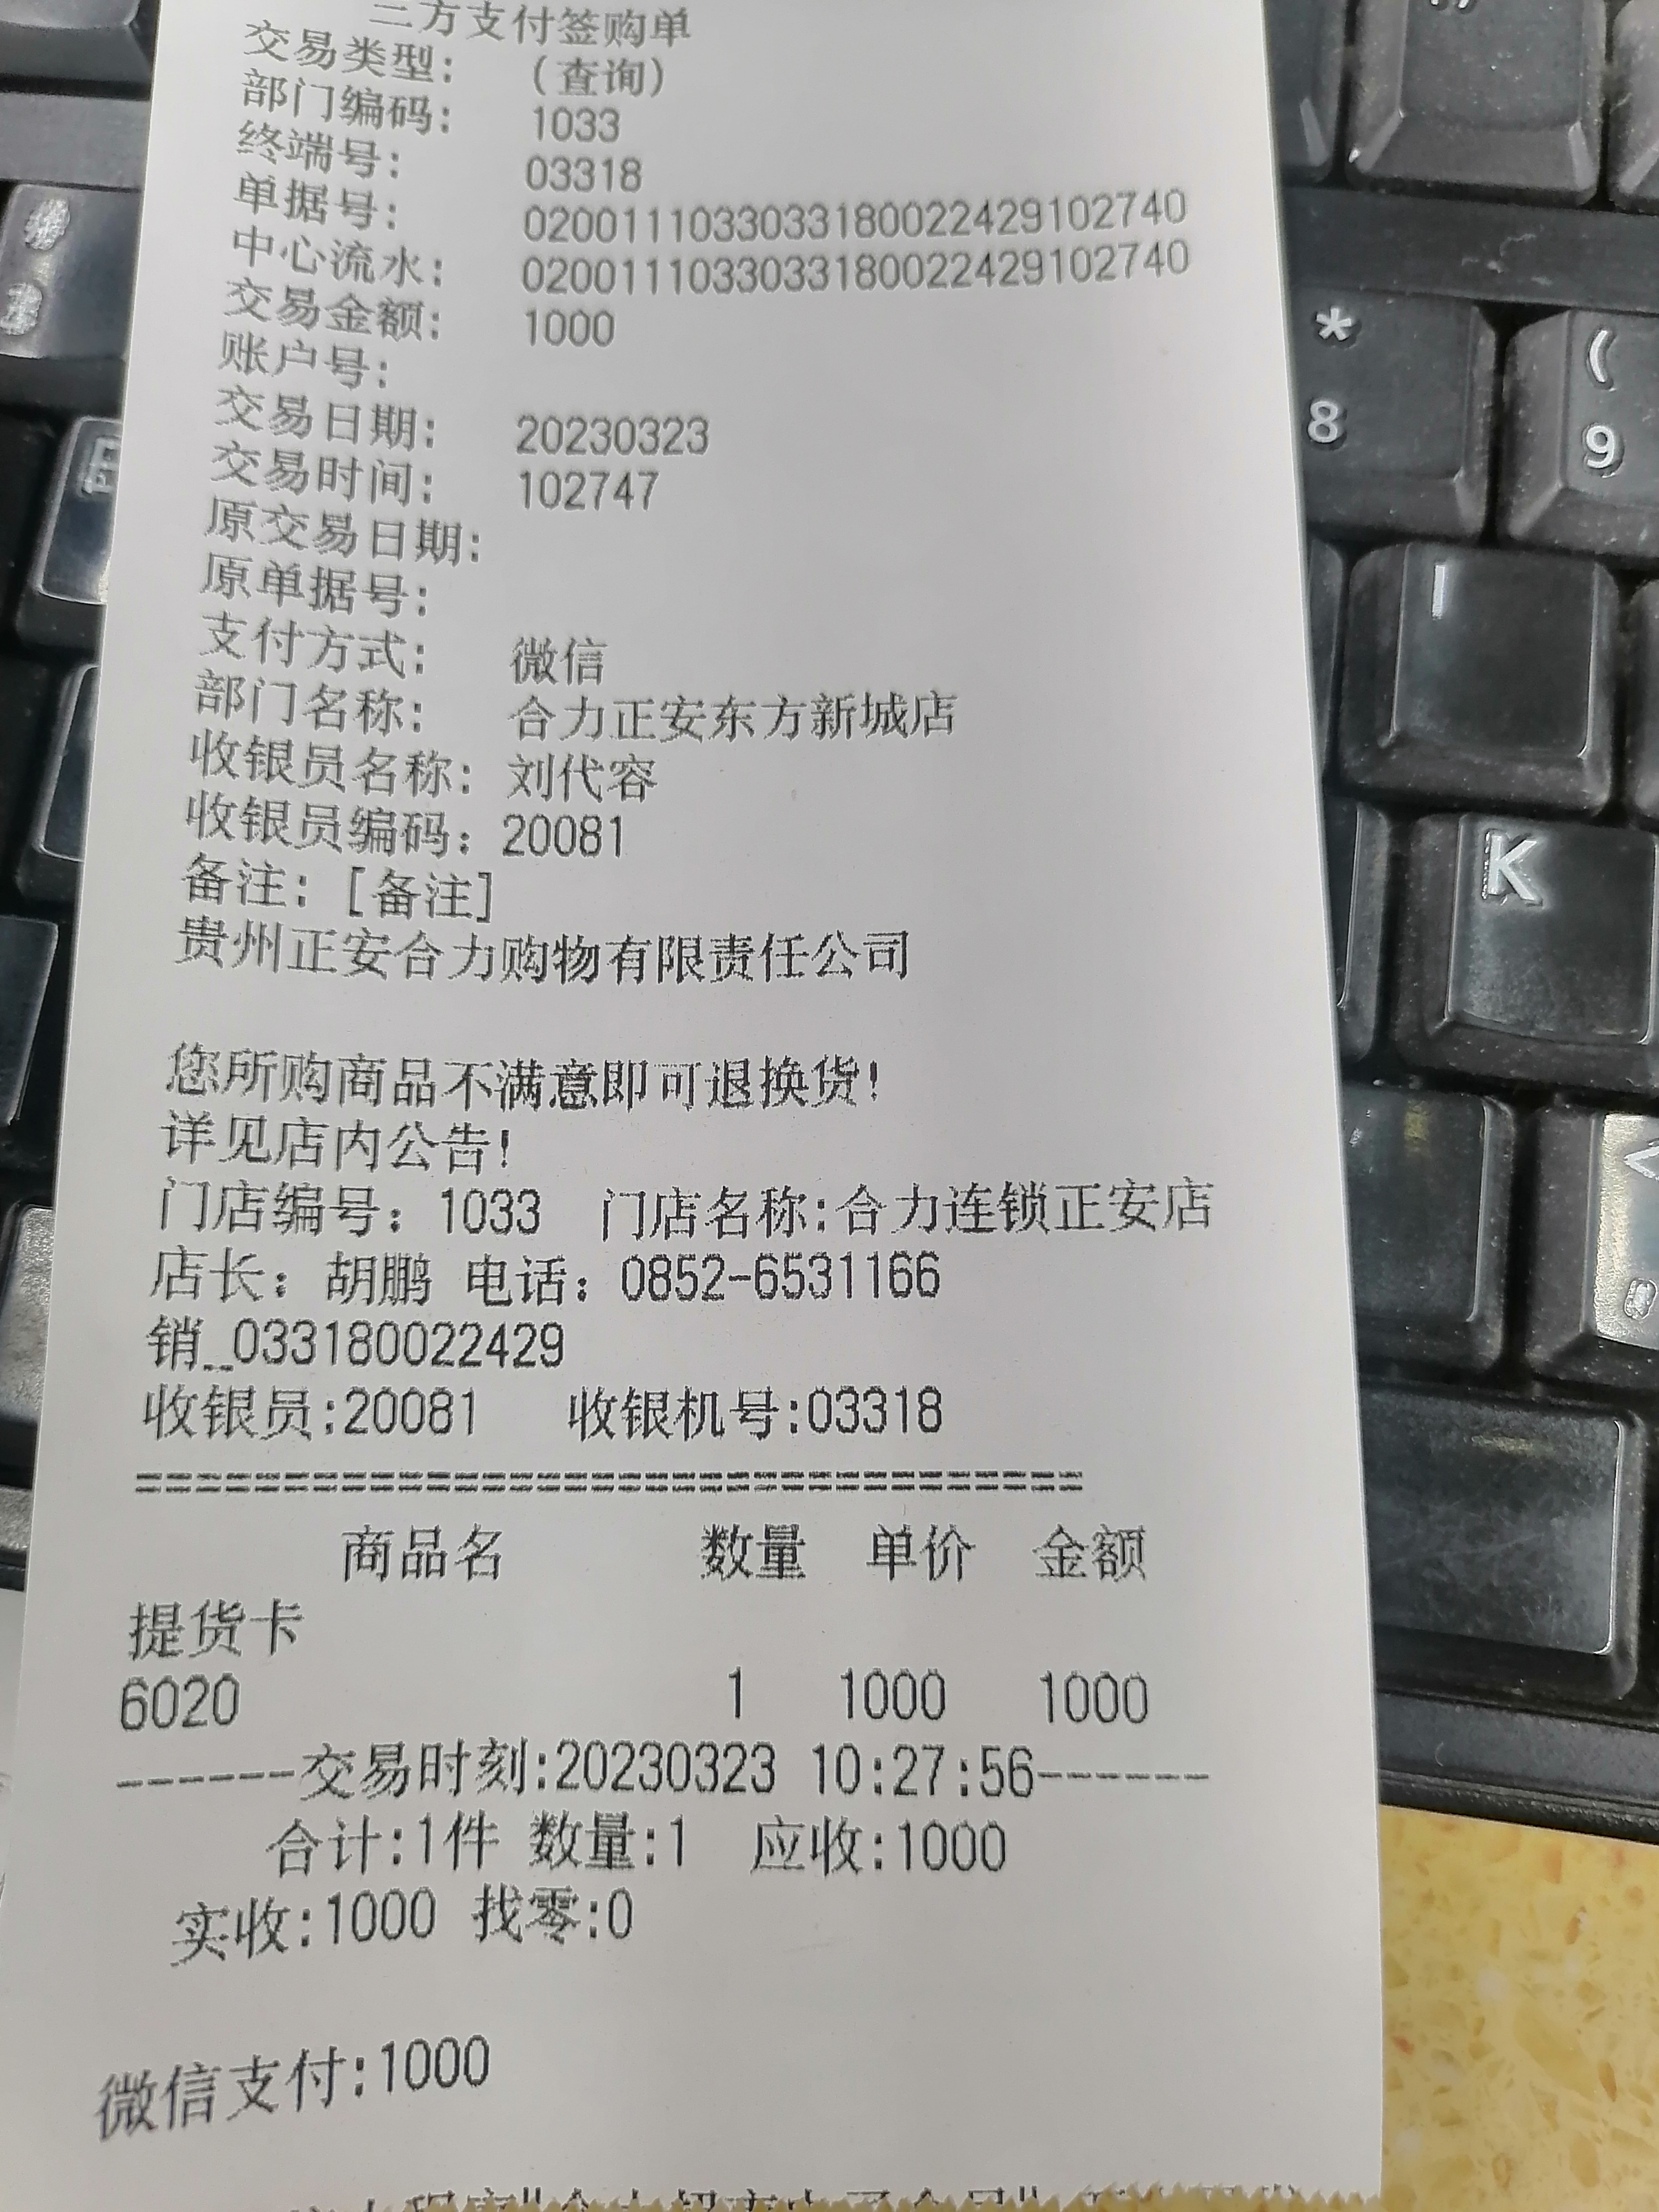 三方支付签购单
交易类型： （查询）
部门编码： 1033
终端号： 03318
单据号： 0200111033033180022429102740
中心流水： 0200111033033180022429102740
交易金额： 1000
账户号：
交易日期： 20230323
交易时间： 102747
原交易日期：
原单据号：
支付方式： 微信
部门名称： 合力正安东方新城店
收银员名称： 刘代容
收银员编码： 20081
备注： [备注]
贵州正安合力购物有限责任公司
您所购商品不满意即可退换货!
详见店内公告!
门店编号： 1033 门店名称:合力连锁正安店
店长： 胡鹏 电话： 0852-6531166
销__033180022429
收银员:20081 收银机号:03318
================================
商品名 数量 单价 金额
提货卡
6020 1 1000 1000
------交易时刻:20230323 10:27:56------
合计:1件 数量:1 应收:1000
实收:1000 找零:0
微信支付:1000
* 8
( 9
I
K
<